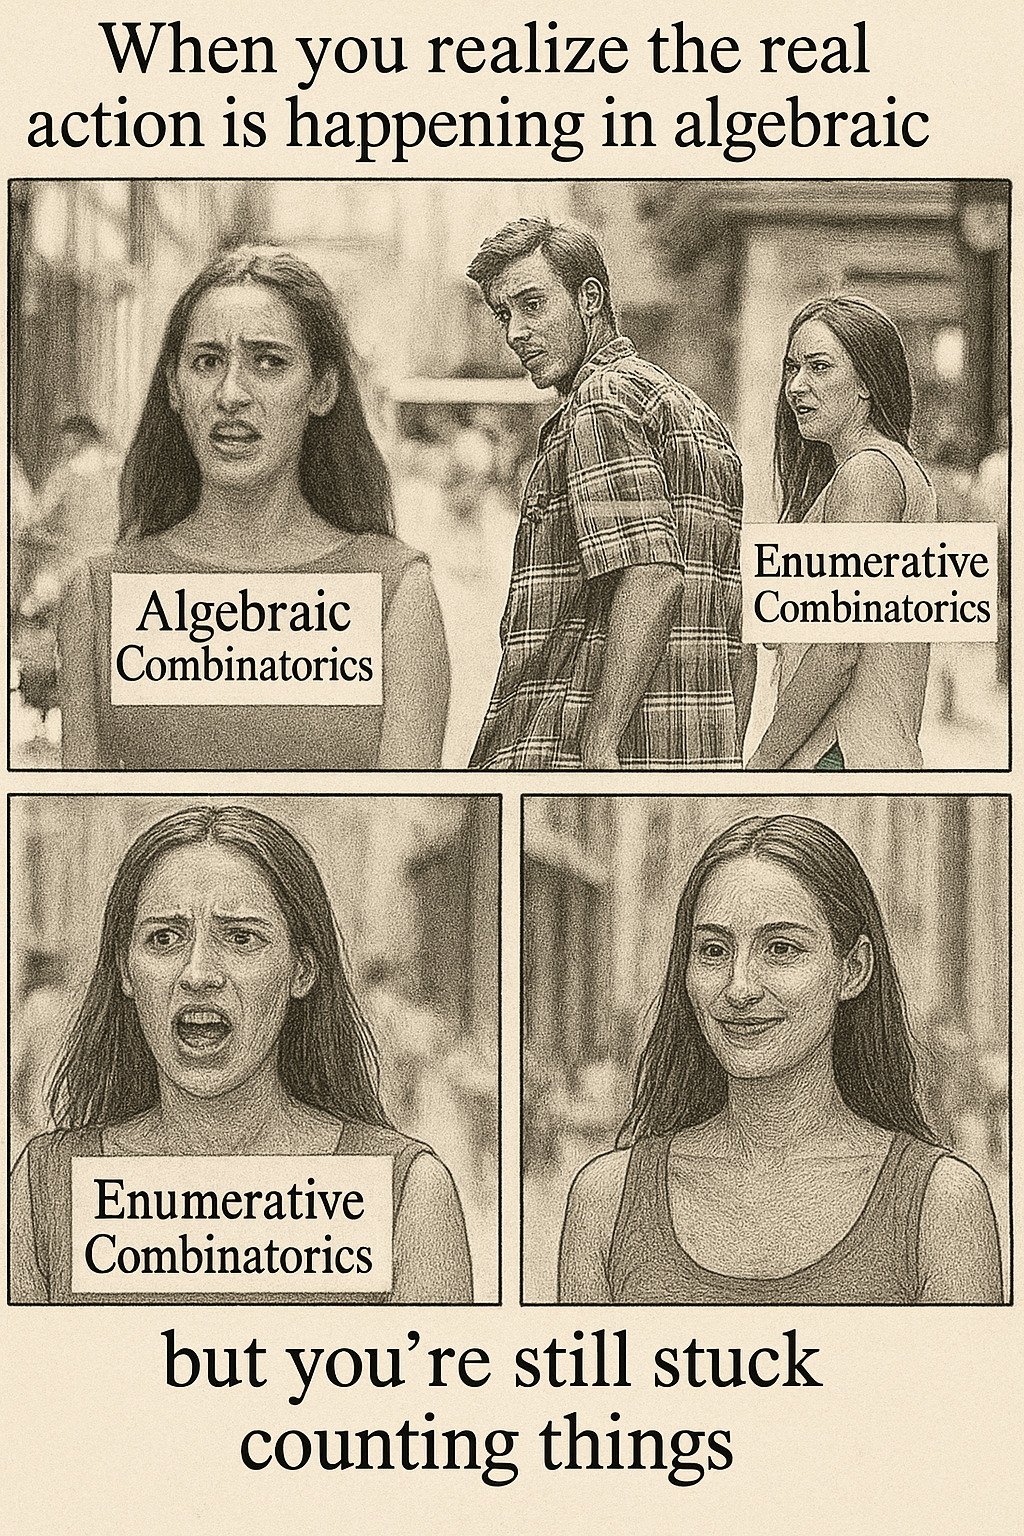 When you realize the real
action is happening in algebraic
Algebraic
Combinatorics
Enumerative
Combinatorics
Enumerative
Combinatorics
but you’re still stuck
counting things